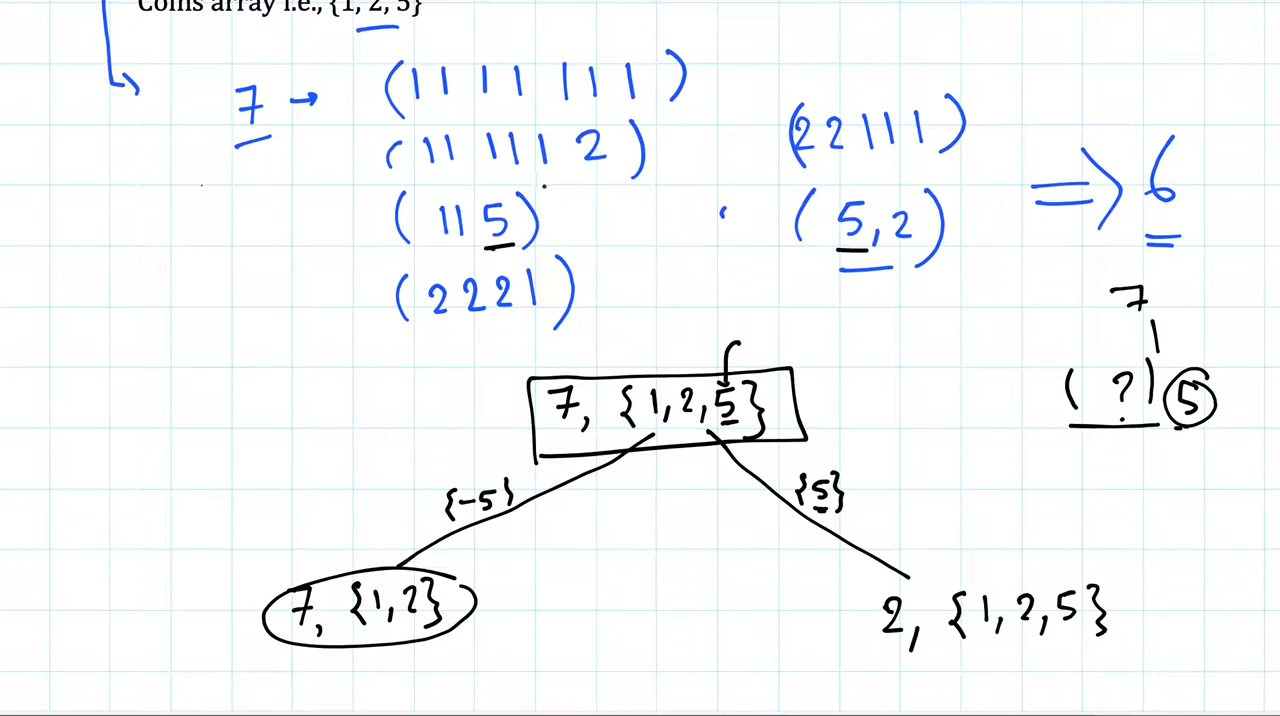 Coins array i.e., {1, 2, 5}
7 → (1 1 1 1 1 1 1)
(1 1 1 1 1 2) (2 2 1 1 1)
(1 1 5) (5, 2) => 6
(2 2 2 1)
7
7, {1, 2, 5} ( ? ) 5
{-5} {5}
7, {1, 2} 2, {1, 2, 5}